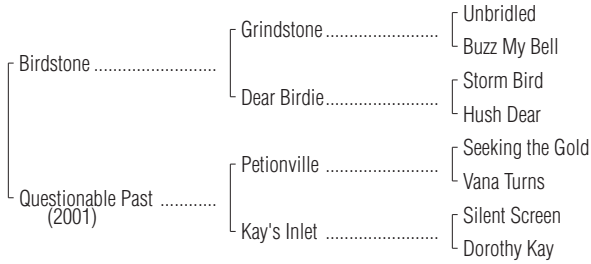 Unbridled
Grindstone ........................
Buzz My Bell
Birdstone ..........................
Storm Bird
Dear Birdie........................
Hush Dear
Seeking the Gold
Petionville ........................
Vana Turns
Questionable Past ............
(2001)
Silent Screen
Kay's Inlet ........................
Dorothy Kay